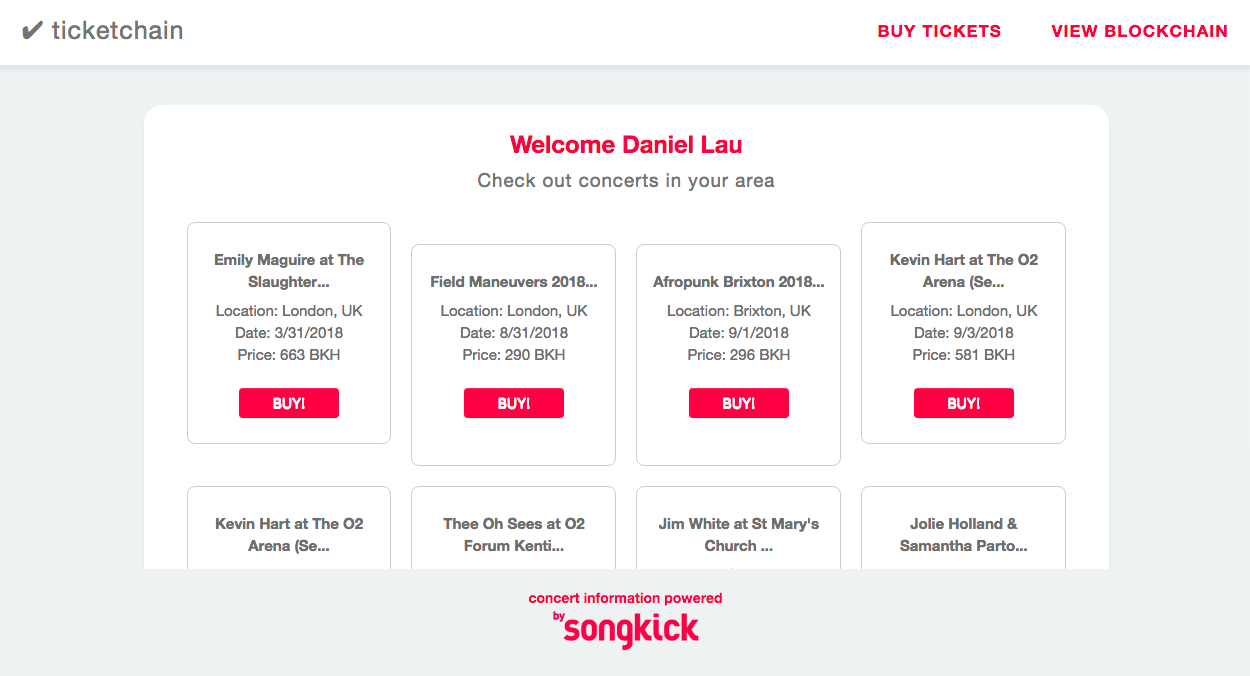 ✔ ticketchain
BUY TICKETS
VIEW BLOCKCHAIN
Welcome Daniel Lau
Check out concerts in your area
Emily Maguire at The
Slaughter...
Location: London, UK
Date: 3/31/2018
Price: 663 BKH
BUY!
Field Maneuvers 2018...
Location: London, UK
Date: 8/31/2018
Price: 290 BKH
BUY!
Afropunk Brixton 2018...
Location: Brixton, UK
Date: 9/1/2018
Price: 296 BKH
BUY!
Kevin Hart at The O2
Arena (Se...
Location: London, UK
Date: 9/3/2018
Price: 581 BKH
BUY!
Kevin Hart at The O2
Arena (Se...
Thee Oh Sees at O2
Forum Kenti...
Jim White at St Mary's
Church ...
Jolie Holland &
Samantha Parto...
concert information powered
by songkick